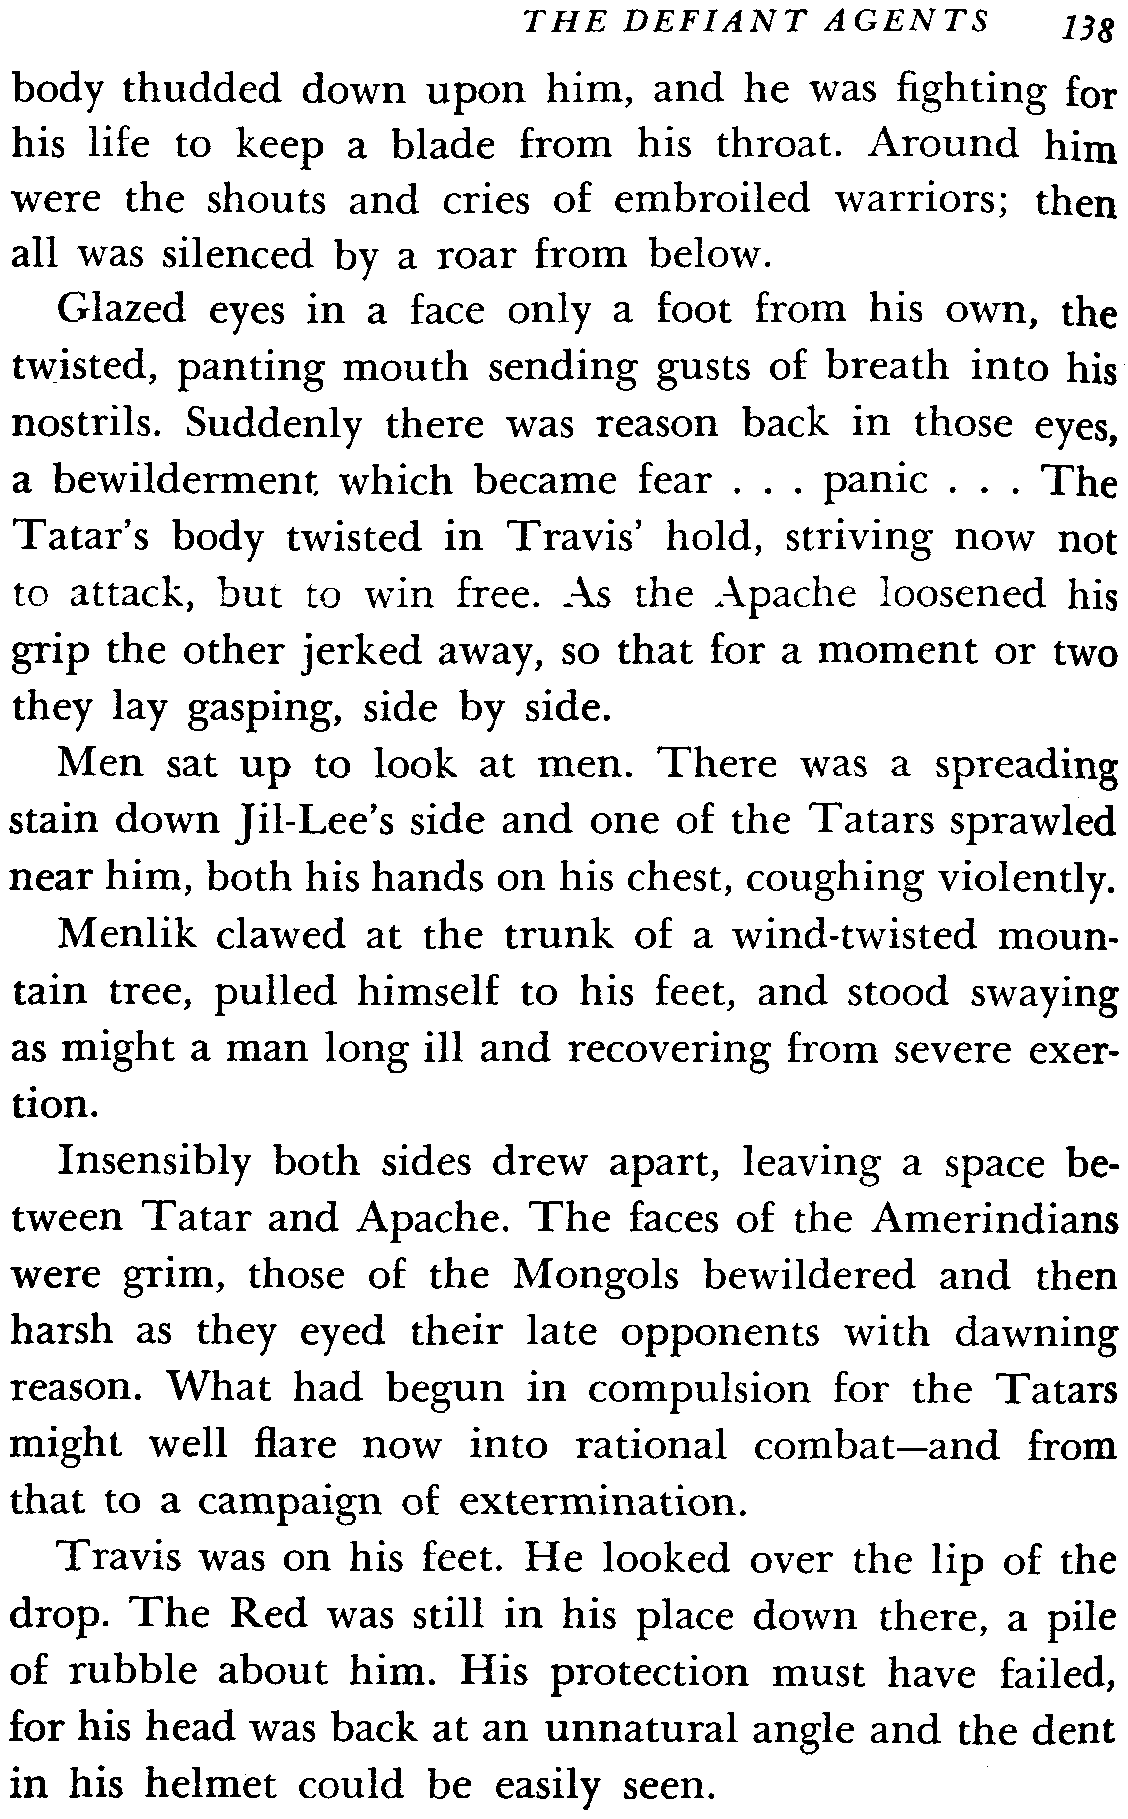 THE DEFIANT AGENTS 138
body thudded down upon him, and he was fighting for
his life to keep a blade from his throat. Around him
were the shouts and cries of embroiled warriors; then
all was silenced by a roar from below.
Glazed eyes in a face only a foot from his own, the
twisted, panting mouth sending gusts of breath into his
nostrils. Suddenly there was reason back in those eyes,
a bewilderment which became fear . . . panic . . . The
Tatar's body twisted in Travis' hold, striving now not
to attack, but to win free. As the Apache loosened his
grip the other jerked away, so that for a moment or two
they lay gasping, side by side.
Men sat up to look at men. There was a spreading
stain down Jil-Lee's side and one of the Tatars sprawled
near him, both his hands on his chest, coughing violently.
Menlik clawed at the trunk of a wind-twisted moun-
tain tree, pulled himself to his feet, and stood swaying
as might a man long ill and recovering from severe exer-
tion.
Insensibly both sides drew apart, leaving a space be-
tween Tatar and Apache. The faces of the Amerindians
were grim, those of the Mongols bewildered and then
harsh as they eyed their late opponents with dawning
reason. What had begun in compulsion for the Tatars
might well flare now into rational combat—and from
that to a campaign of extermination.
Travis was on his feet. He looked over the lip of the
drop. The Red was still in his place down there, a pile
of rubble about him. His protection must have failed,
for his head was back at an unnatural angle and the dent
in his helmet could be easily seen.